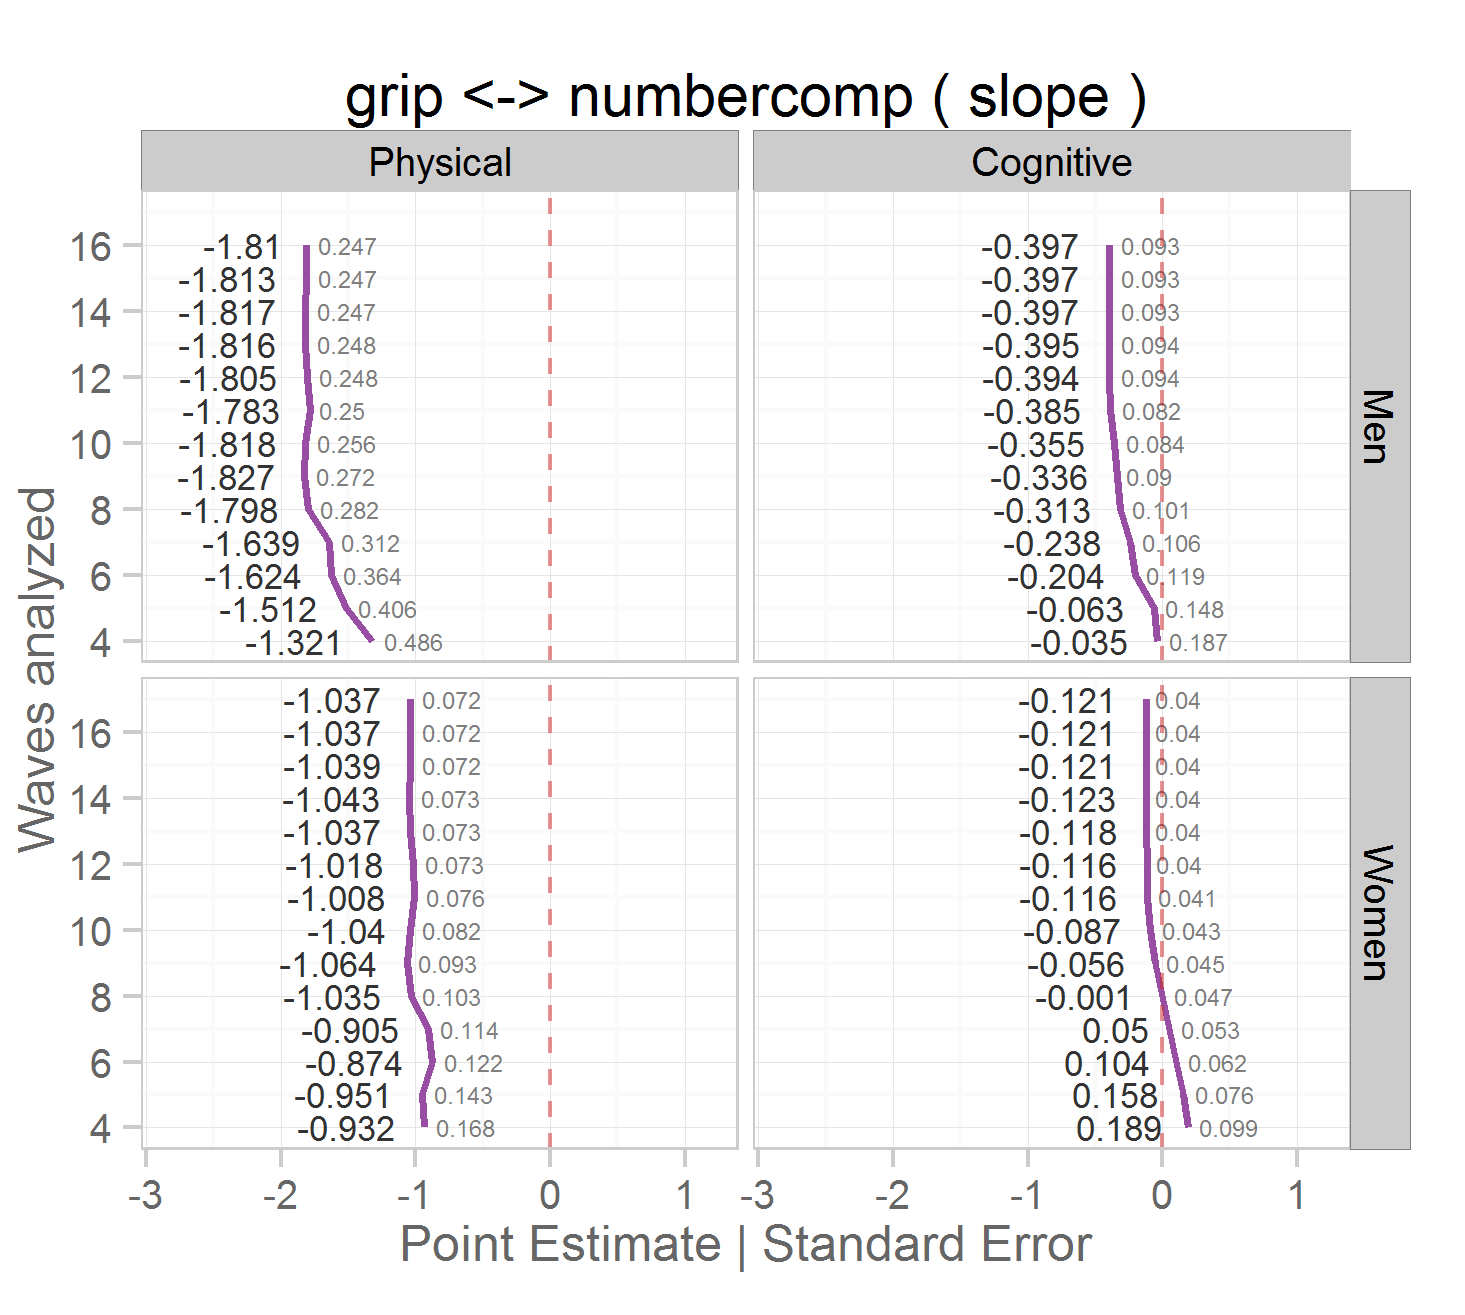 grip <-> numbercomp ( slope )
Physical Cognitive
16 -1.81 0.247 -0.397 0.093
-1.813 0.247 -0.397 0.093
14 -1.817 0.247 -0.397 0.093
-1.816 0.248 -0.395 0.094
12 -1.805 0.248 -0.394 0.094
-1.783 0.25 -0.385 0.082
10 -1.818 0.256 -0.355 0.084
-1.827 0.272 -0.336 0.09
8 -1.798 0.282 -0.313 0.101
-1.639 0.312 -0.238 0.106
6 -1.624 0.364 -0.204 0.119
-1.512 0.406 -0.063 0.148
4 -1.321 0.486 -0.035 0.187
Men
-1.037 0.072 -0.121 0.04
16 -1.037 0.072 -0.121 0.04
-1.039 0.072 -0.121 0.04
14 -1.043 0.073 -0.123 0.04
-1.037 0.073 -0.118 0.04
12 -1.018 0.073 -0.116 0.04
-1.008 0.076 -0.116 0.041
10 -1.04 0.082 -0.087 0.043
-1.064 0.093 -0.056 0.045
8 -1.035 0.103 -0.001 0.047
-0.905 0.114 0.05 0.053
6 -0.874 0.122 0.104 0.062
-0.951 0.143 0.158 0.076
4 -0.932 0.168 0.189 0.099
Women
Waves analyzed
-3 -2 -1 0 1 -3 -2 -1 0 1
Point Estimate | Standard Error